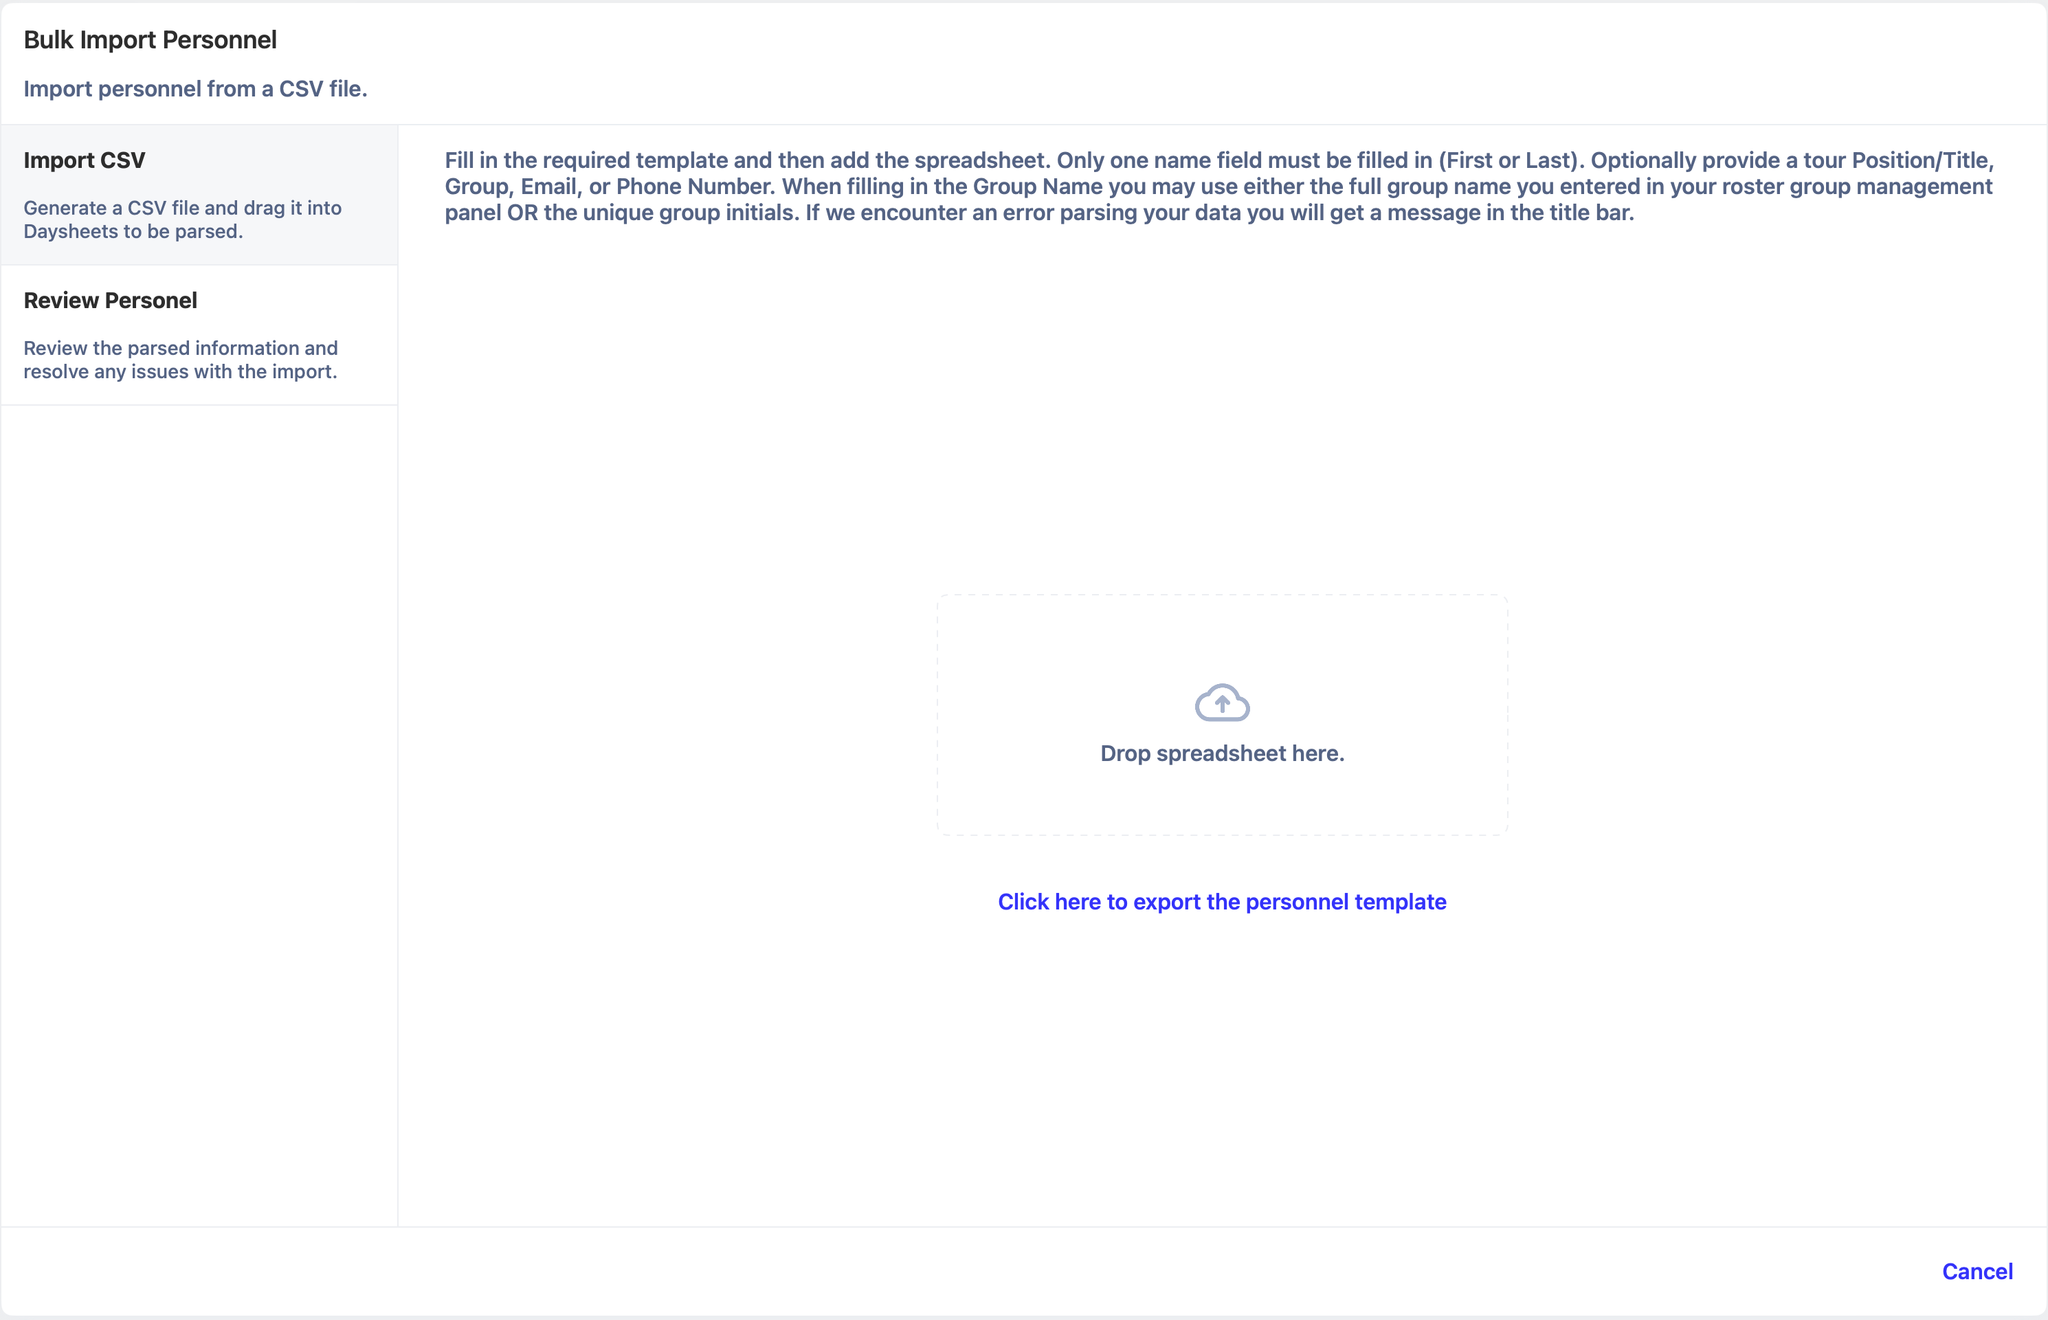 Bulk Import Personnel
Import personnel from a CSV file.
Import CSV
Generate a CSV file and drag it into
Daysheets to be parsed.
Review Personel
Review the parsed information and
resolve any issues with the import.
Fill in the required template and then add the spreadsheet. Only one name field must be filled in (First or Last). Optionally provide a tour Position/Title,
Group, Email, or Phone Number. When filling in the Group Name you may use either the full group name you entered in your roster group management
panel OR the unique group initials. If we encounter an error parsing your data you will get a message in the title bar.
Drop spreadsheet here.
Click here to export the personnel template
Cancel